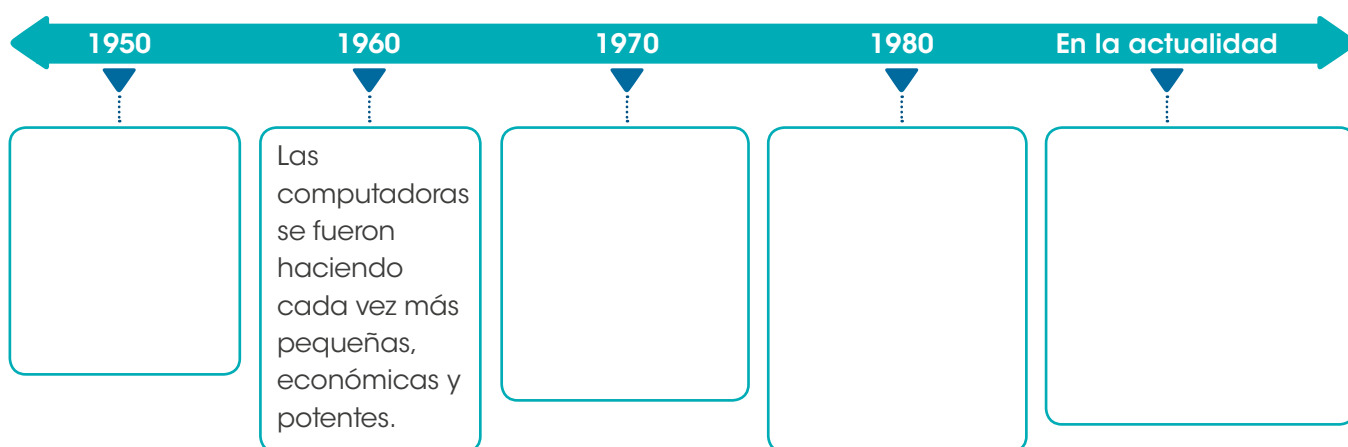 1950 1960 1970 1980 En la actualidad
Las
computadoras
se fueron
haciendo
cada vez más
pequeñas,
económicas y
potentes.